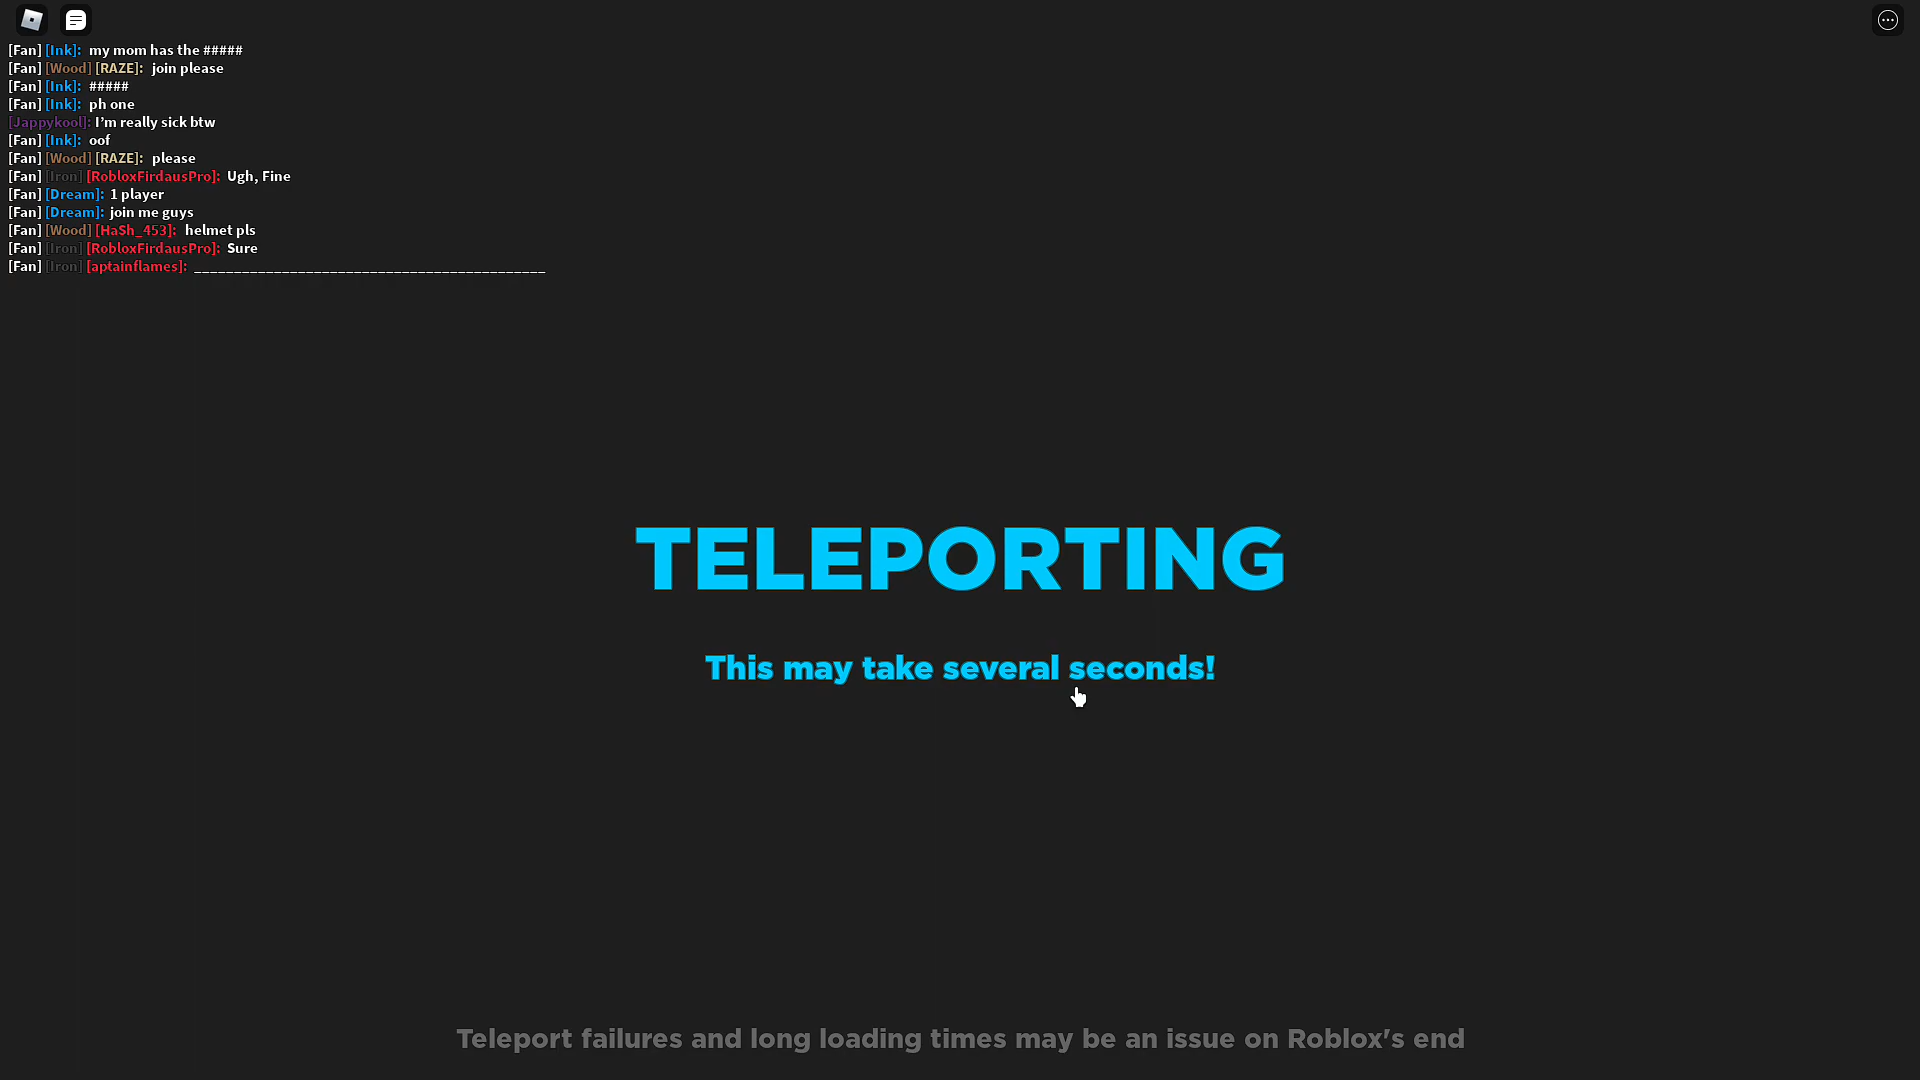 [Fan] [Ink]: my mom has the #####
[Fan] [Wood] [RAZE]: join please
[Fan] [Ink]: #####
[Fan] [Ink]: ph one
[Jappykool]: I'm really sick btw
[Fan] [Ink]: oof
[Fan] [Wood] [RAZE]: please
[Fan] [Iron] [RobloxFirdausPro]: Ugh, Fine
[Fan] [Dream]: 1 player
[Fan] [Dream]: join me guys
[Fan] [Wood] [HaSh_453]: helmet pls
[Fan] [Iron] [RobloxFirdausPro]: Sure
[Fan] [Iron] [aptainflames]: ____________________________________________
TELEPORTING
This may take several seconds!
Teleport failures and long loading times may be an issue on Roblox's end